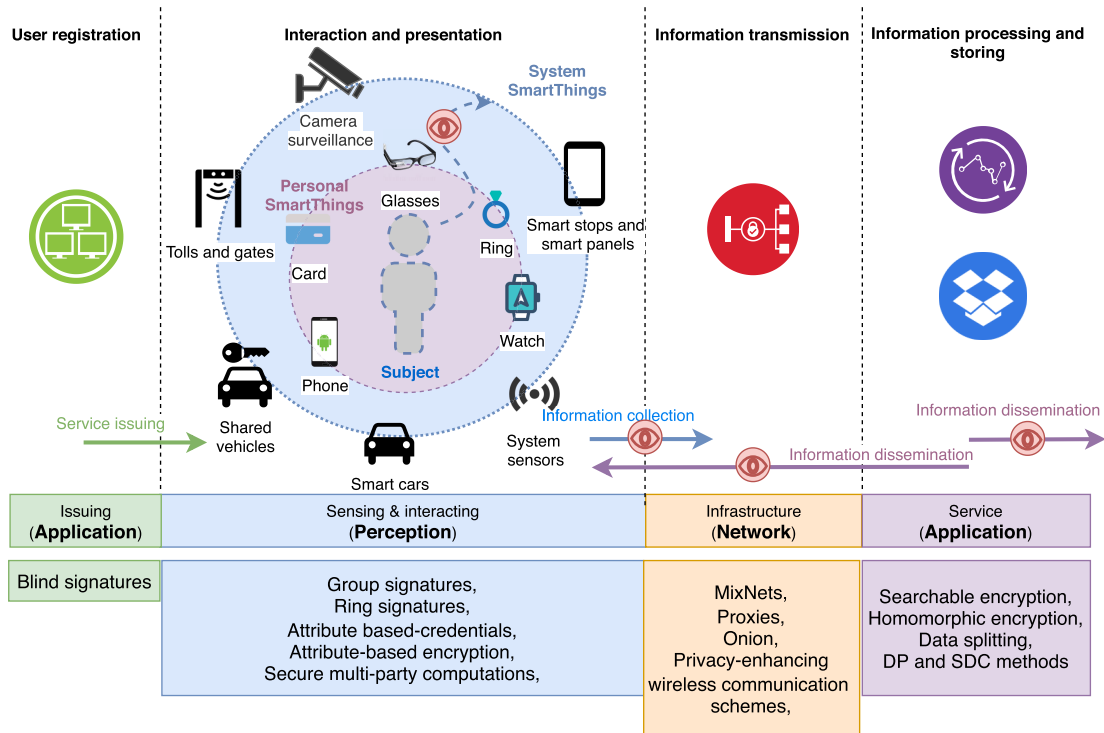 User registration
Interaction and presentation
Information transmission
Information processing and
storing
System
SmartThings
Camera
surveillance
Personal
SmartThings
Glasses
Tolls and gates
Card
Ring
Smart stops and
smart panels
Phone
Watch
Subject
Service issuing
Shared
vehicles
Smart cars
System
sensors
Information collection
Information dissemination
Information dissemination
Issuing
(Application)
Sensing & interacting
(Perception)
Infrastructure
(Network)
Service
(Application)
Blind signatures
Group signatures,
Ring signatures,
Attribute based-credentials,
Attribute-based encryption,
Secure multi-party computations,
MixNets,
Proxies,
Onion,
Privacy-enhancing
wireless communication
schemes,
Searchable encryption,
Homomorphic encryption,
Data splitting,
DP and SDC methods